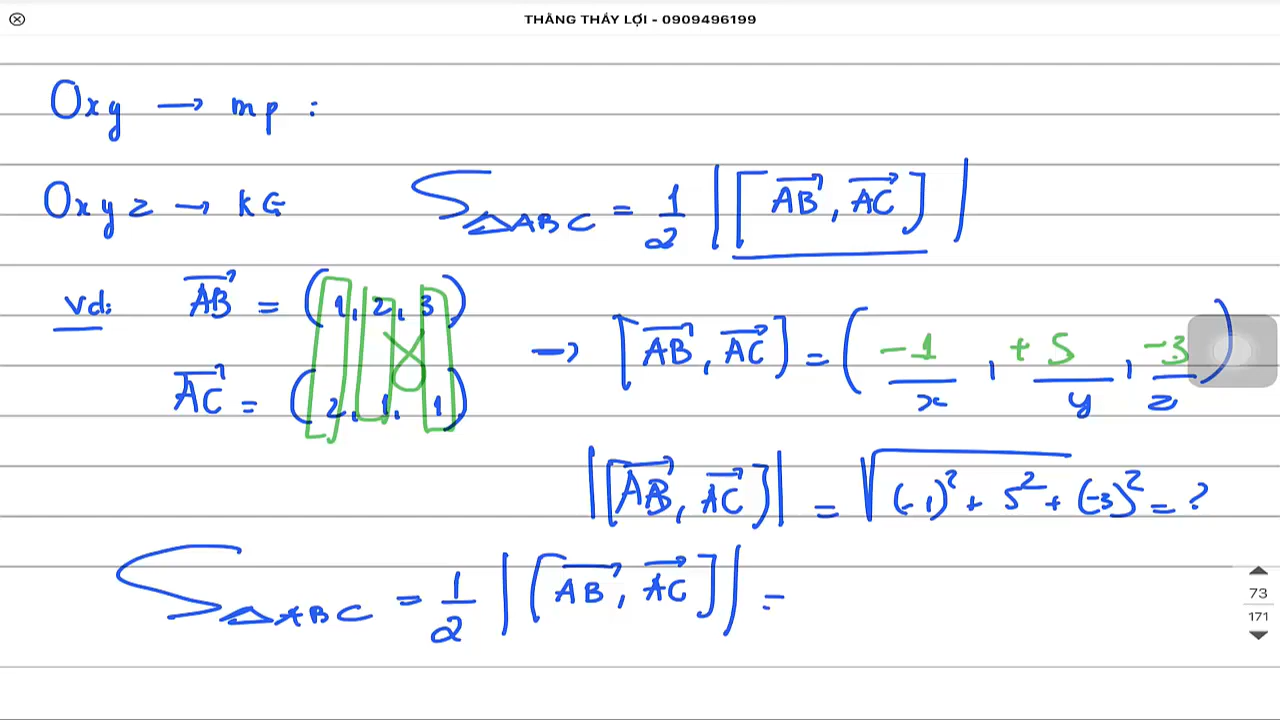 THẦNG THẦY LỢI - 0909496199
Oxy → mp :
Oxyz → KG S△ABC = 1/2 |[AB⃗, AC⃗]|
Vd: AB⃗ = (1, 2, 3)
AC⃗ = (2, 1, 1)
→ [AB⃗, AC⃗] = (-1, +5, -3)
x y z
|[AB⃗, AC⃗]| = √(-1)² + 5² + (-3)² = ?
S△ABC = 1/2 |[AB⃗, AC⃗]| =
73
171